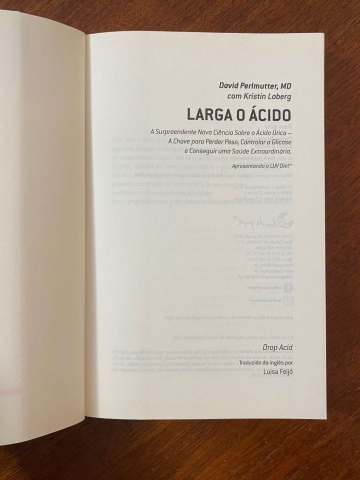 David Perlmutter, MD
com Kristin Loberg
LARGA O ÁCIDO
A Surpreendente Nova Ciência Sobre o Ácido Úrico –
A Chave para Perder Peso, Controlar a Glicose
e Conseguir uma Saúde Extraordinária.
Apresentando a LUV Diet®
Drop Acid
Traduzido do inglês por
Luísa Feijó